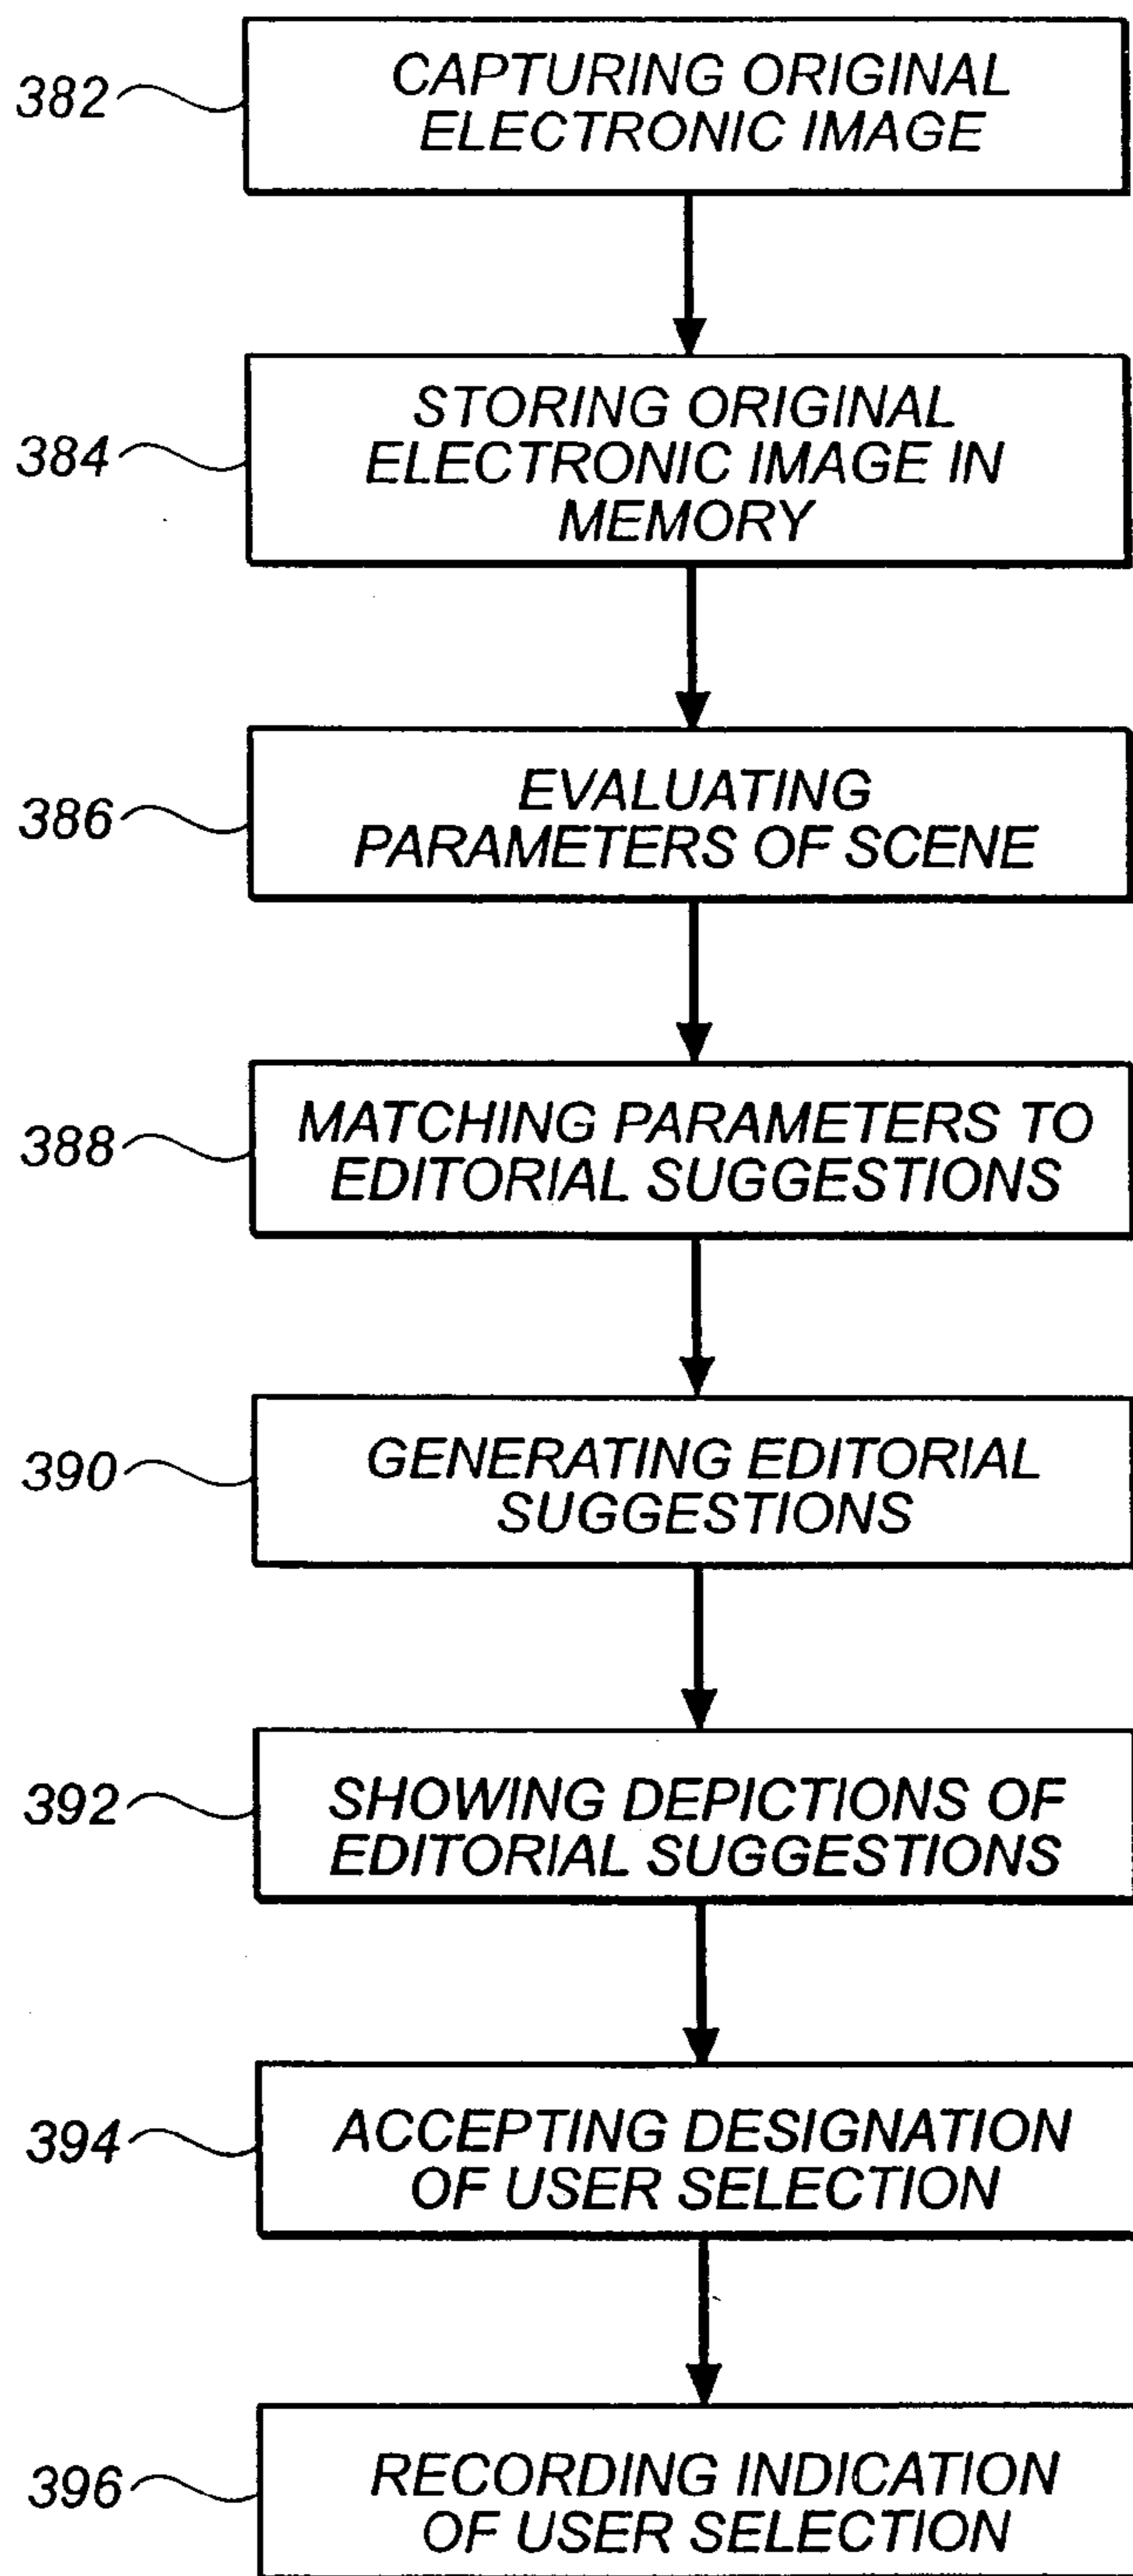 382
CAPTURING ORIGINAL
ELECTRONIC IMAGE
384
STORING ORIGINAL
ELECTRONIC IMAGE IN
MEMORY
386
EVALUATING
PARAMETERS OF SCENE
388
MATCHING PARAMETERS TO
EDITORIAL SUGGESTIONS
390
GENERATING EDITORIAL
SUGGESTIONS
392
SHOWING DEPICTIONS OF
EDITORIAL SUGGESTIONS
394
ACCEPTING DESIGNATION
OF USER SELECTION
396
RECORDING INDICATION
OF USER SELECTION